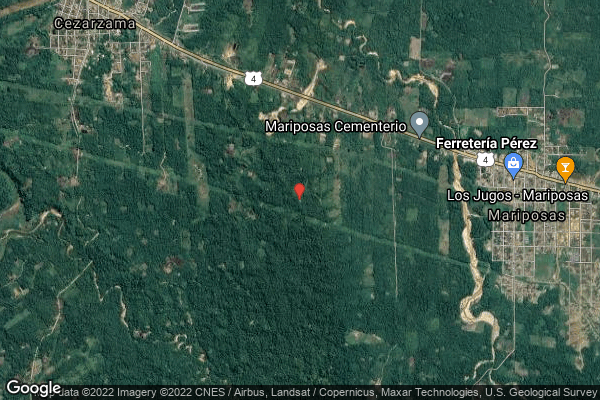 Cezarzama
4
Mariposas Cementerio
Ferretería Pérez
4
Los Jugos - Mariposas
Mariposas
Google
data ©2022 Imagery ©2022 CNES / Airbus, Landsat / Copernicus, Maxar Technologies, U.S. Geological Survey